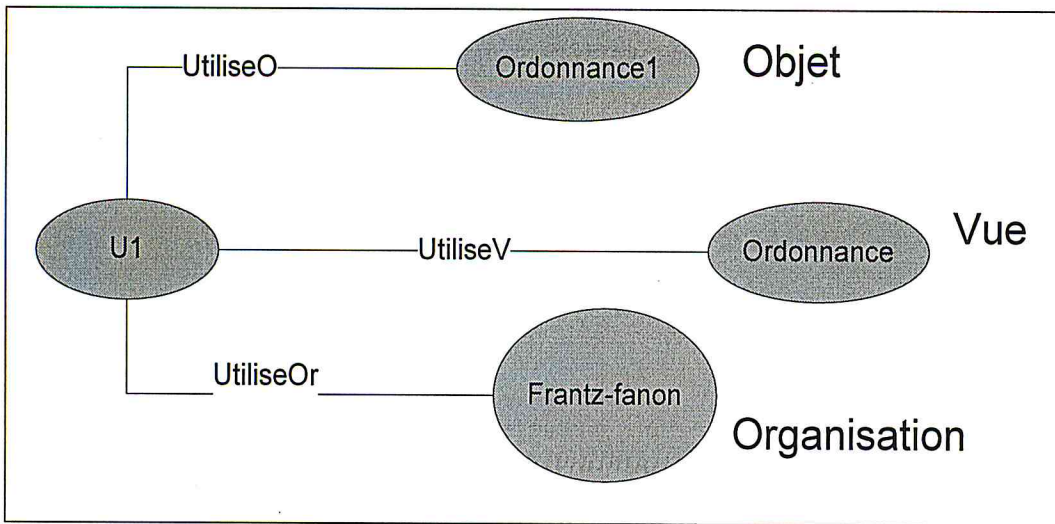 UtiliseO
Ordonnance1
Objet
U1
UtiliseV
Ordonnance
Vue
UtiliseOr
Frantz-fanon
Organisation